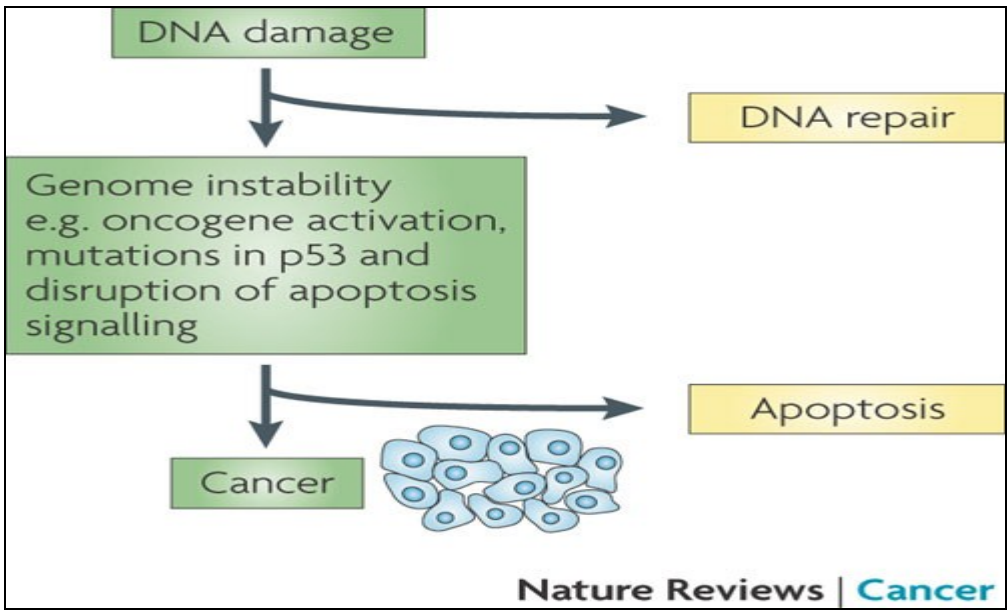 DNA damage
DNA repair
Genome instability
e.g. oncogene activation,
mutations in p53 and
disruption of apoptosis
signalling
Apoptosis
Cancer
Nature Reviews | Cancer